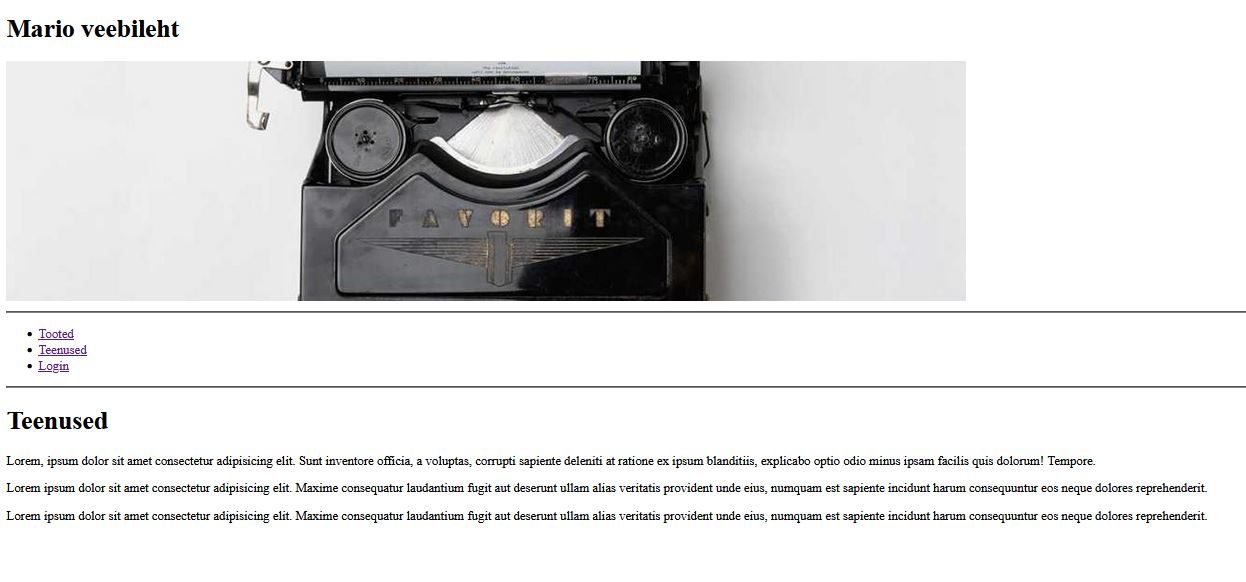 Mario veebileht
the revolution
will not be
FAVORIT
Tooted
Teenused
Login
Teenused
Lorem, ipsum dolor sit amet consectetur adipisicing elit. Sunt inventore officia, a voluptas, corrupti sapiente deleniti at ratione ex ipsum blanditiis, explicabo optio odio minus ipsam facilis quis dolorum! Tempore.
Lorem ipsum dolor sit amet consectetur adipisicing elit. Maxime consequatur laudantium fugit aut deserunt ullam alias veritatis provident unde eius, numquam est sapiente incidunt harum consequuntur eos neque dolores reprehenderit.
Lorem ipsum dolor sit amet consectetur adipisicing elit. Maxime consequatur laudantium fugit aut deserunt ullam alias veritatis provident unde eius, numquam est sapiente incidunt harum consequuntur eos neque dolores reprehenderit.